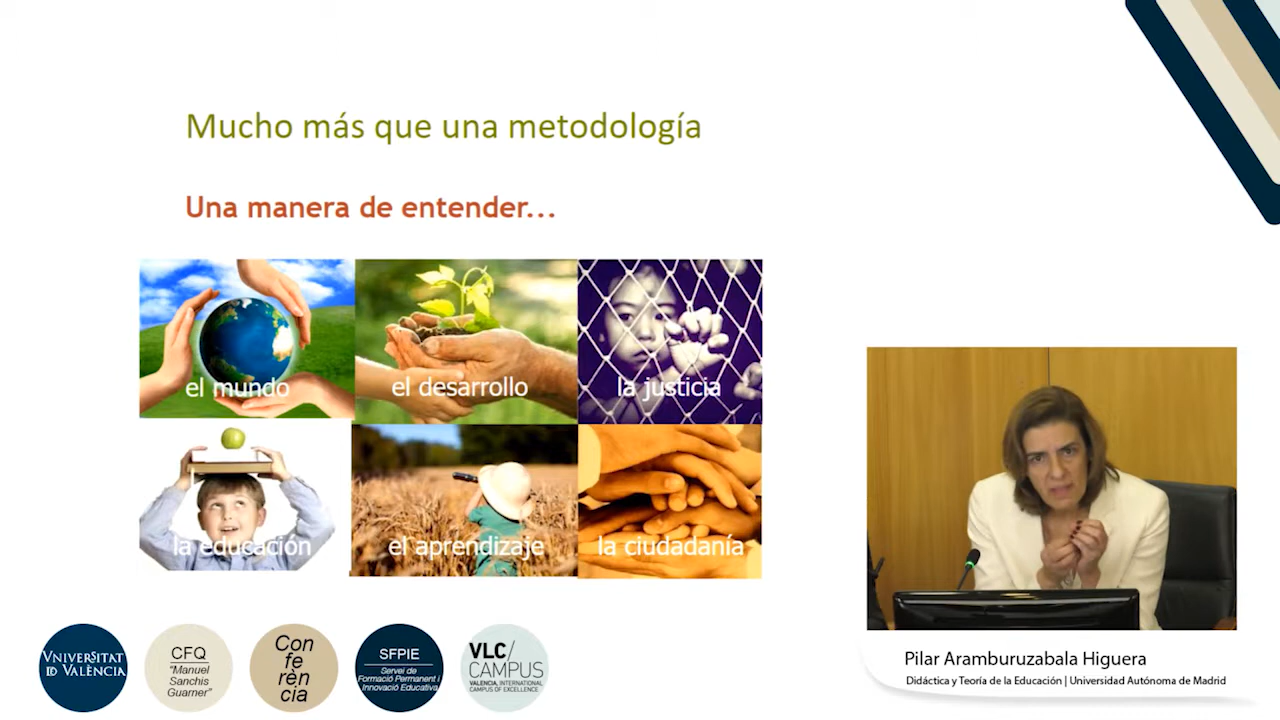 Mucho más que una metodología
Una manera de entender...
el mundo
el desarrollo
la justicia
la educación
el aprendizaje
la ciudadanía
VNIVERSITAT
ID VALÈNCIA
CFQ
"Manuel
Sanchis
Guarner"
Con
fe
rèn
cia
SFPIE
Servei de
Formació Permanent i
Innovació Educativa
VLC/
CAMPUS
VALENCIA, INTERNATIONAL
CAMPUS OF EXCELLENCE
Pilar Aramburuzabala Higuera
Didáctica y Teoría de la Educación | Universidad Autónoma de Madrid